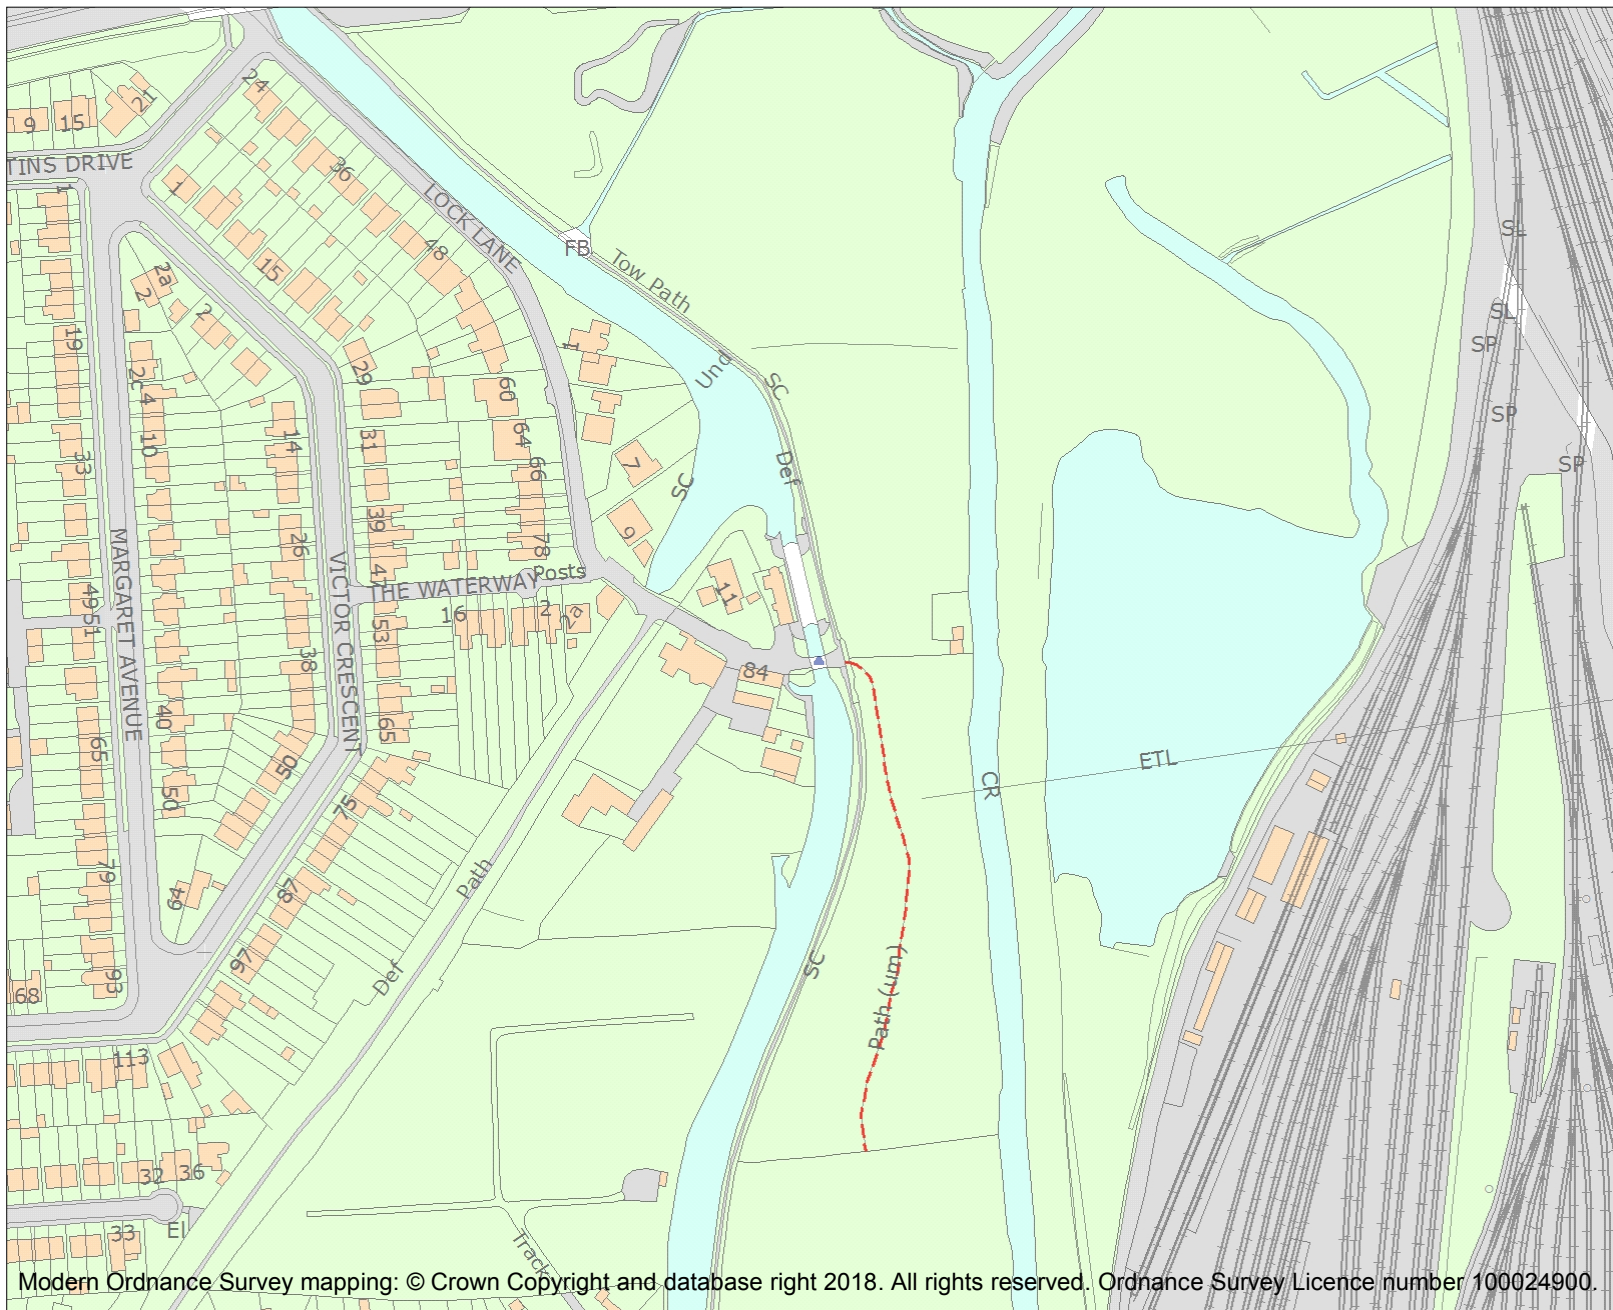 24
21
9
15
TINS DRIVE
1
1
36
LOCK LANE
48
FB
Tow Path
SL
2a
2
15
2
SL
19
1
SP
29
Und
SC
2c
4
60
SP
14
31
64
10
33
66
7
Def
SP
SC
39
26
9
78
MARGARET AVENUE
VICTOR CRESCENT
47
THE WATERWAY
Posts
11
49
51
16
2
2a
53
38
84
40
65
65
ETL
CR
50
50
75
79
64
87
Path
97
Def
SC
Path (um)
93
68
113
32
36
El
33
Track
Modern Ordnance Survey mapping: © Crown Copyright and database right 2018. All rights reserved. Ordnance Survey Licence number 100024900.